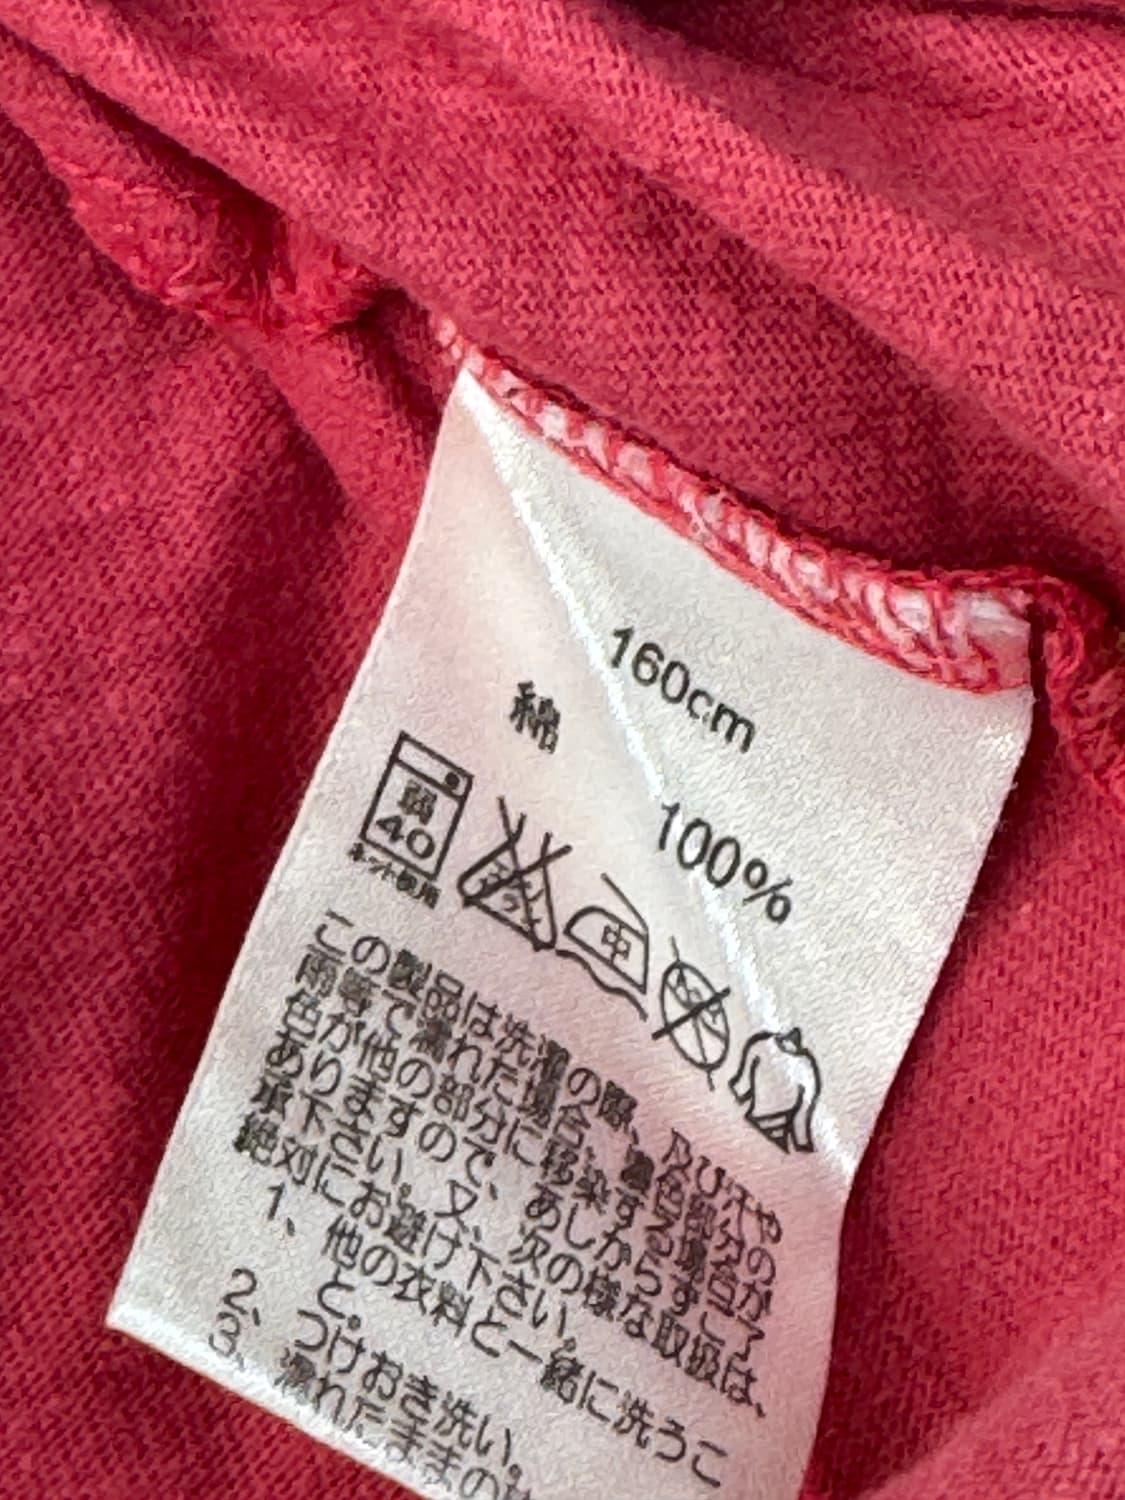 160cm
綿 100%
弱
40
ネット使用
中
この製品は洗濯の際、及び汗や
雨等で濡れた場合、濃色部分の
色が他の部分に移染する場合が
ありますので、あしからずご了
承下さい。又、次の様な取扱は、
絶対にお避け下さい。
1、他の衣料と一緒に洗うこ
と。
2、つけおき洗い。
3、濡れたままの